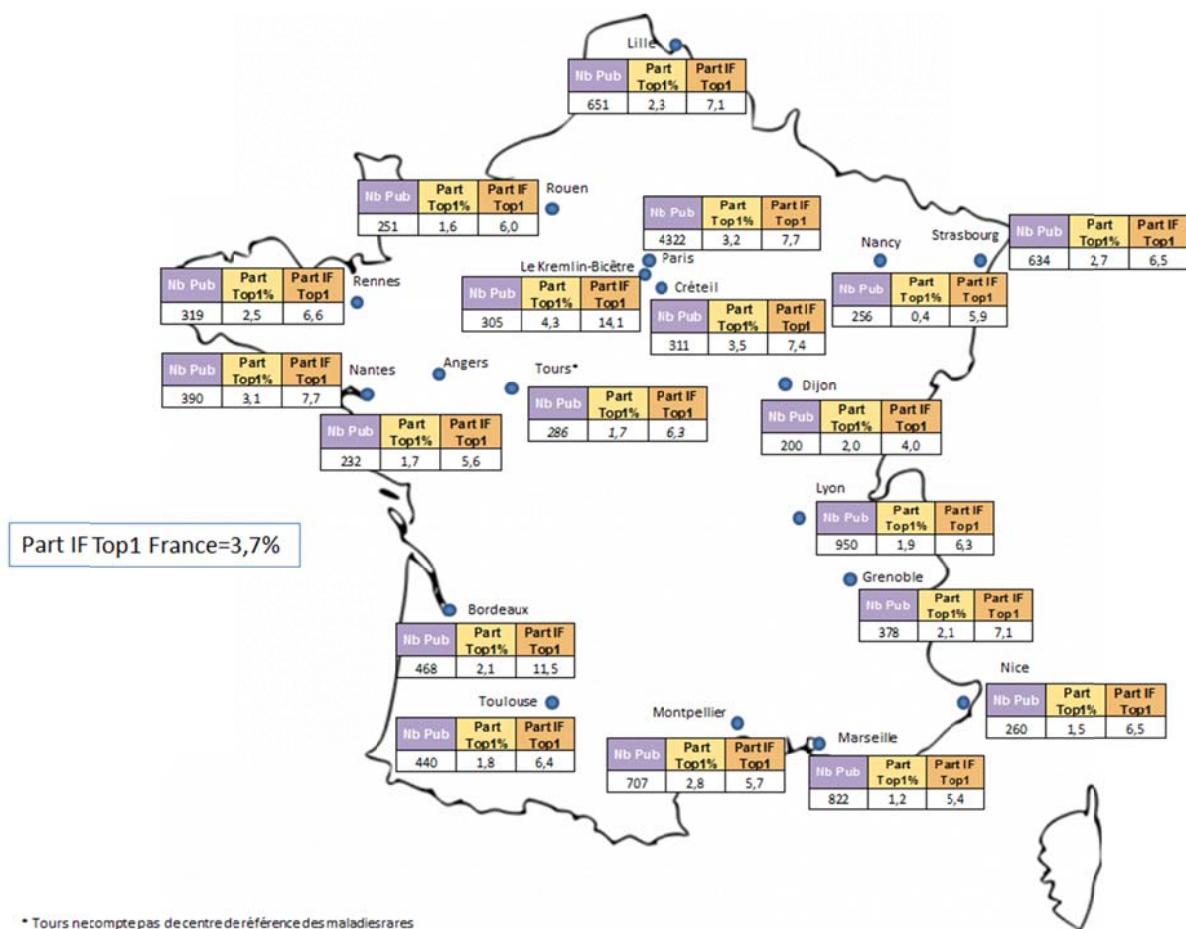 Lille
Nb Pub Part Top1% Part IF Top1
651 2,3 7,1
Rouen
Nb Pub Part Top1% Part IF Top1
251 1,6 6,0
Nb Pub Part Top1% Part IF Top1
4322 3,2 7,7
Paris
Nancy
Strasbourg
Nb Pub Part Top1% Part IF Top1
634 2,7 6,5
Rennes
Nb Pub Part Top1% Part IF Top1
319 2,5 6,6
Le Kremlin-Bicêtre
Nb Pub Part Top1% Part IF Top1
305 4,3 14,1
Créteil
Nb Pub Part Top1% Part IF Top1
311 3,5 7,4
Nb Pub Part Top1% Part IF Top1
256 0,4 5,9
Nantes
Nb Pub Part Top1% Part IF Top1
390 3,1 7,7
Angers
Nb Pub Part Top1% Part IF Top1
232 1,7 5,6
Tours*
Nb Pub Part Top1% Part IF Top1
286 1,7 6,3
Dijon
Nb Pub Part Top1% Part IF Top1
200 2,0 4,0
Lyon
Nb Pub Part Top1% Part IF Top1
950 1,9 6,3
Part IF Top1 France=3,7%
Grenoble
Nb Pub Part Top1% Part IF Top1
378 2,1 7,1
Bordeaux
Nb Pub Part Top1% Part IF Top1
468 2,1 11,5
Nice
Nb Pub Part Top1% Part IF Top1
260 1,5 6,5
Toulouse
Nb Pub Part Top1% Part IF Top1
440 1,8 6,4
Montpellier
Nb Pub Part Top1% Part IF Top1
707 2,8 5,7
Marseille
Nb Pub Part Top1% Part IF Top1
822 1,2 5,4
* Tours ne compte pas de centre de référence des maladies rares